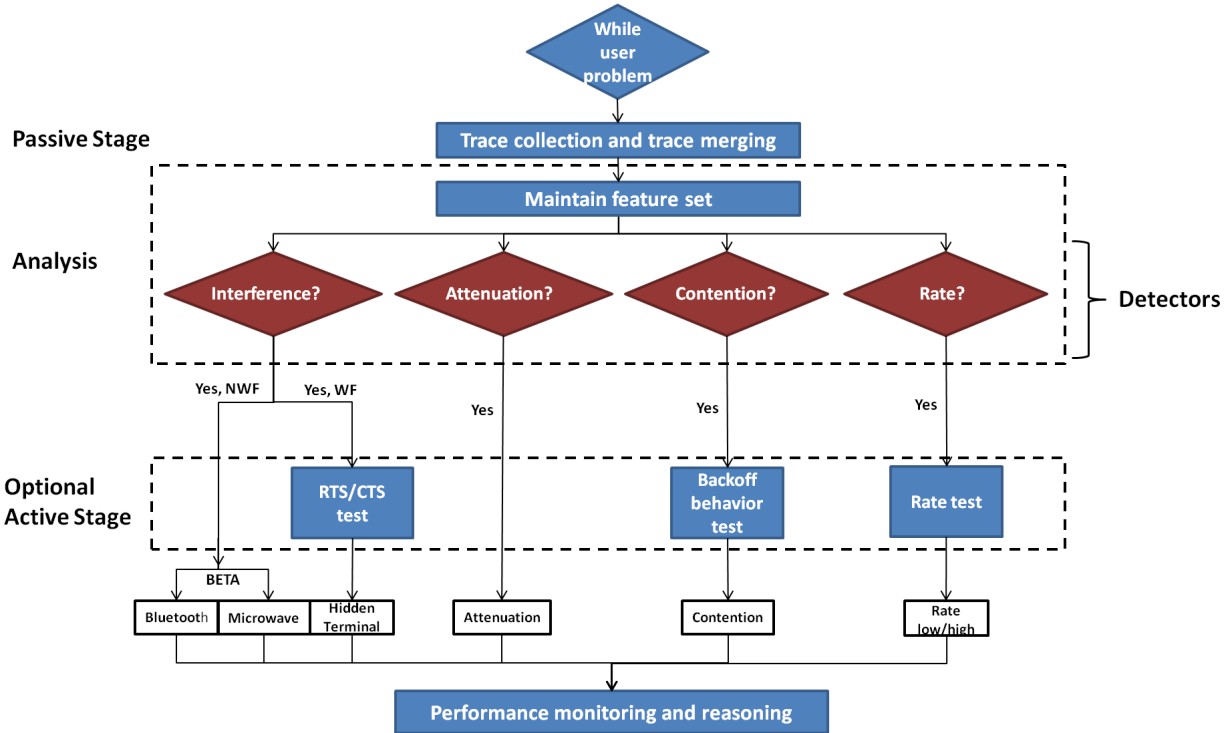 While
user
problem
Passive Stage
Trace collection and trace merging
Maintain feature set
Analysis
Interference?
Attenuation?
Contention?
Rate?
Detectors
Yes, NWF
Yes, WF
Yes
Yes
Yes
Optional
Active Stage
RTS/CTS
test
Backoff
behavior
test
Rate test
BETA
Bluetooth
Microwave
Hidden
Terminal
Attenuation
Contention
Rate
low/high
Performance monitoring and reasoning